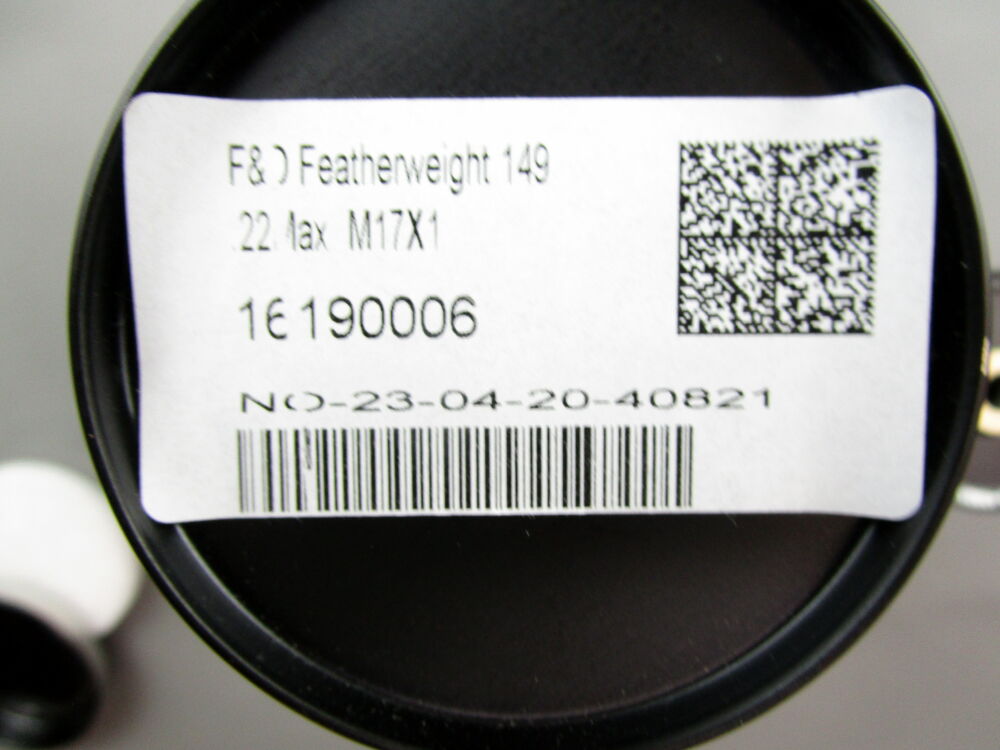 F&D Featherweight 149
.22 Max M17X1
16190006
NO-23-04-20-40821